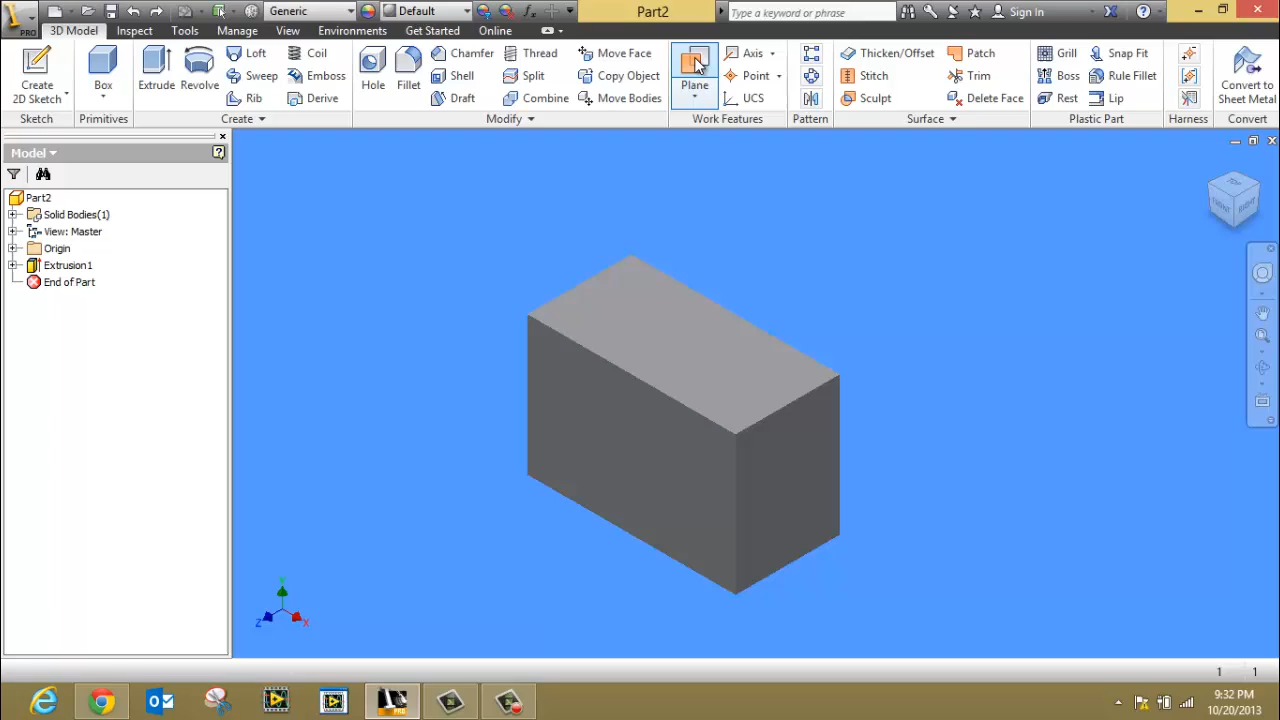 PRO
Generic
Default
Part2
Type a keyword or phrase
Sign In
3D Model
Inspect
Tools
Manage
View
Environments
Get Started
Online
Create
2D Sketch
Box
Extrude
Revolve
Loft
Sweep
Rib
Coil
Emboss
Derive
Hole
Fillet
Chamfer
Shell
Draft
Thread
Split
Combine
Move Face
Copy Object
Move Bodies
Plane
Axis
Point
UCS
Thicken/Offset
Stitch
Sculpt
Patch
Trim
Delete Face
Grill
Boss
Rest
Snap Fit
Rule Fillet
Lip
Convert to
Sheet Metal
Sketch
Primitives
Create
Modify
Work Features
Pattern
Surface
Plastic Part
Harness
Convert
Model
Part2
Solid Bodies(1)
View: Master
Origin
Extrusion1
End of Part
TOP
FRONT
RIGHT
Y
Z
X
1 1
PRO
9:32 PM
10/20/2013